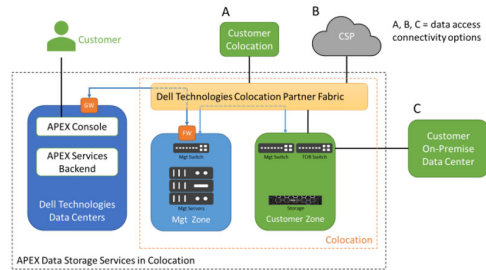 A
B
A, B, C = data access
connectivity options
Customer
Customer
Colocation
CSP
GW
Dell Technologies Colocation Partner Fabric
C
APEX Console
FW
Mgt Switch
Mgt Switch
TOR Switch
Customer
On-Premise
Data Center
APEX Services
Backend
Dell Technologies
Data Centers
Mgt Servers
Mgt Zone
Storage
Customer Zone
Colocation
APEX Data Storage Services in Colocation